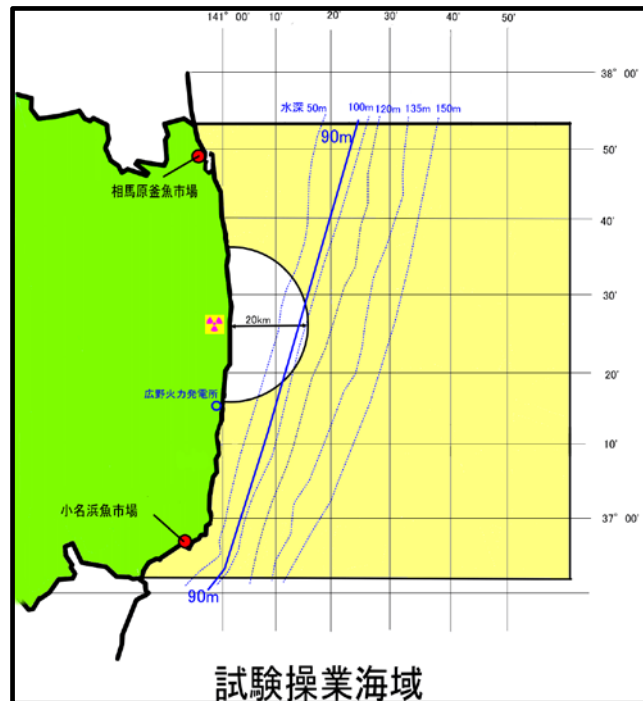 141° 00′ 10′ 20′ 30′ 40′ 50′
38° 00′
水深 50m 100m 120m 135m 150m
90m
50′
相馬原釜魚市場
40′
30′
20km
20′
広野火力発電所
10′
小名浜魚市場
37° 00′
90m
試験操業海域